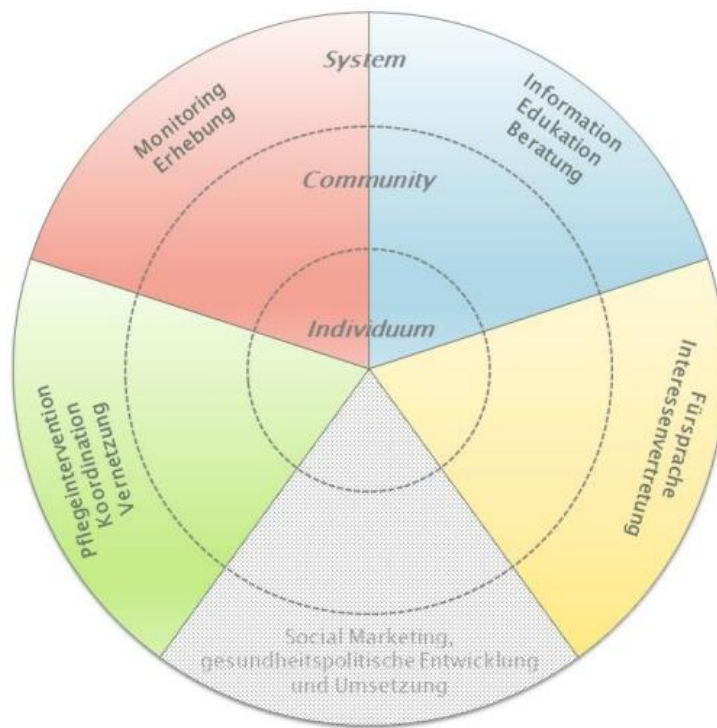 System
Community
Individuum
Monitoring
Erhebung
Information
Edukation
Beratung
Fürsprache
Interessenvertretung
Social Marketing,
gesundheitspolitische Entwicklung
und Umsetzung
Pflegeintervention
Koordination
Vernetzung